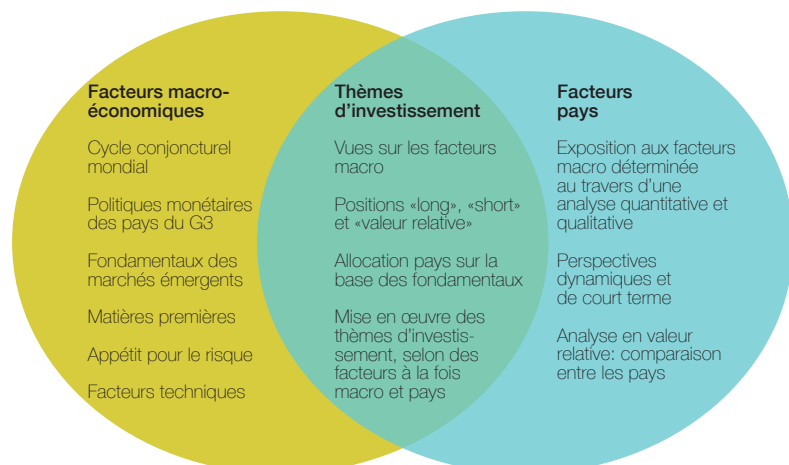 Facteurs macro-
économiques
Cycle conjoncturel
mondial
Politiques monétaires
des pays du G3
Fondamentaux des
marchés émergents
Matières premières
Appétit pour le risque
Facteurs techniques
Thèmes
d’investissement
Vues sur les facteurs
macro
Positions «long», «short»
et «valeur relative»
Allocation pays sur la
base des fondamentaux
Mise en œuvre des
thèmes d’investis-
sement, selon des
facteurs à la fois
macro et pays
Facteurs
pays
Exposition aux facteurs
macro déterminée
au travers d’une
analyse quantitative et
qualitative
Perspectives
dynamiques et
de court terme
Analyse en valeur
relative: comparaison
entre les pays